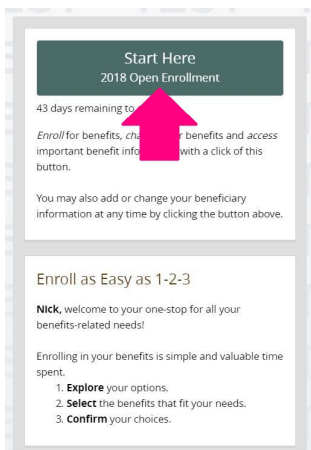 Start Here
2018 Open Enrollment
43 days remaining to
Enroll for benefits, benefits and access
important benefit with a click of this
button.
You may also add or change your beneficiary
information at any time by clicking the button above.
Enroll as Easy as 1-2-3
Nick, welcome to your one-stop for all your
benefits-related needs!
Enrolling in your benefits is simple and valuable time
spent.
1. Explore your options.
2. Select the benefits that fit your needs.
3. Confirm your choices.